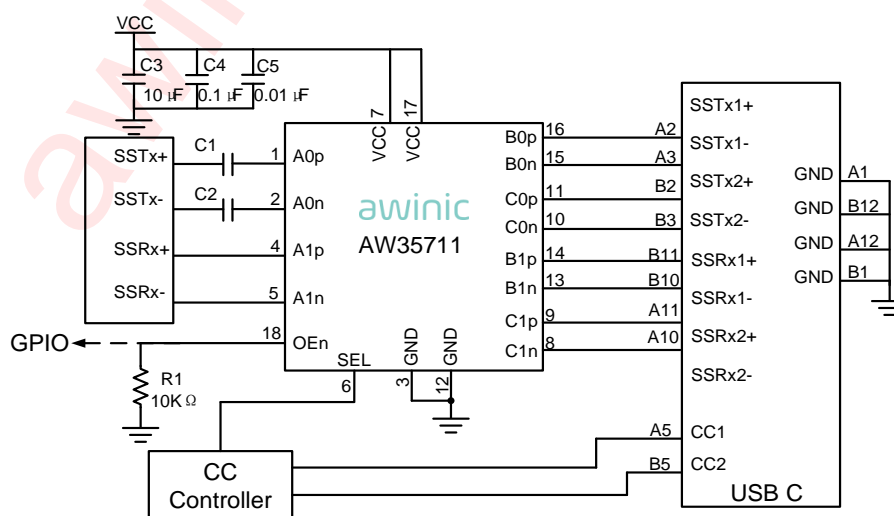 VCC
C3
C4
C5
10 μF
0.1 μF
0.01 μF
7
17
VCC
VCC
SSTx+
C1
1
A0p
SSTx-
C2
2
A0n
SSRx+
4
A1p
SSRx-
5
A1n
GPIO
18
OEn
R1
10KΩ
SEL
6
GND
3
GND
12
awinic
AW35711
B0p
16
A2
B0n
15
A3
C0p
11
B2
C0n
10
B3
B1p
14
B11
B1n
13
B10
C1p
9
A11
C1n
8
A10
SSTx1+
SSTx1-
SSTx2+
SSTx2-
SSRx1+
SSRx1-
SSRx2+
SSRx2-
GND
A1
GND
B12
GND
A12
GND
B1
A5
CC1
B5
CC2
USB C
CC
Controller
awi